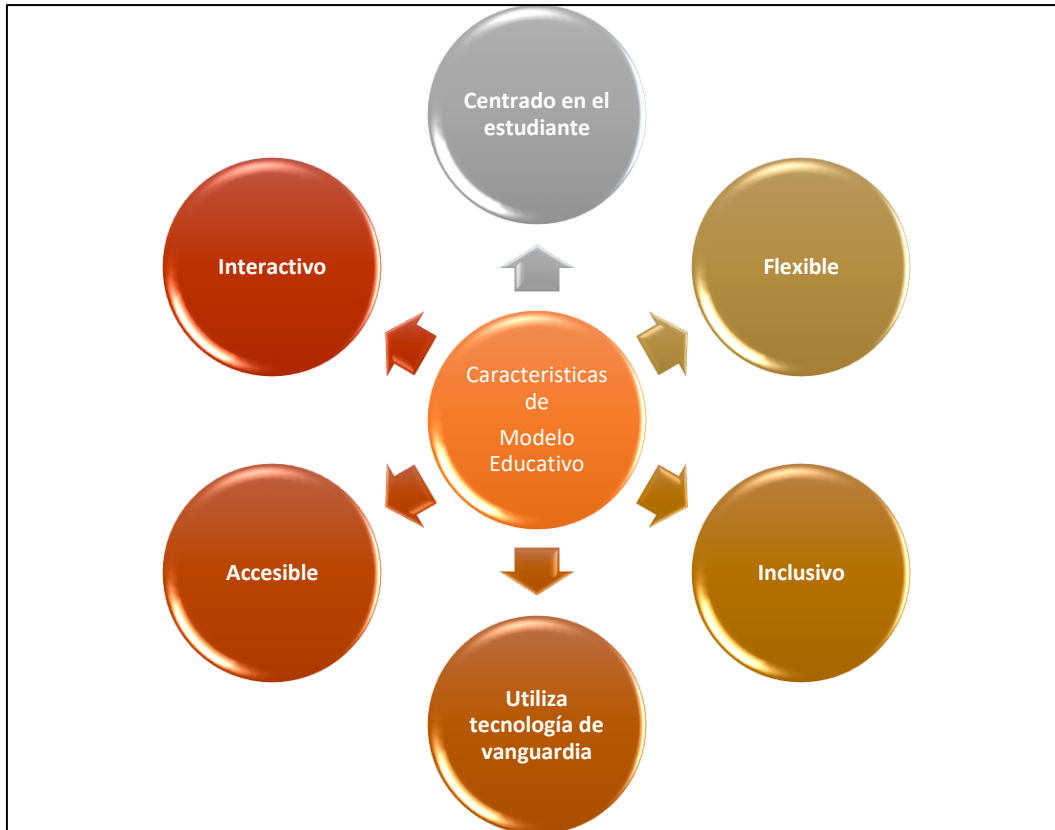 Centrado en el
estudiante
Interactivo
Flexible
Caracteristicas
de
Modelo
Educativo
Accesible
Inclusivo
Utiliza
tecnología de
vanguardia